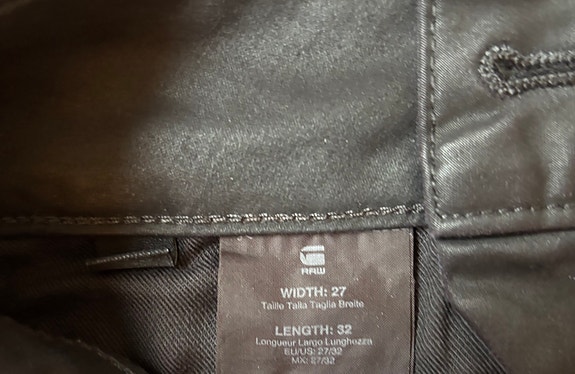 RAW
WIDTH: 27
Taille Talla Taglia Breite
LENGTH: 32
Longueur Largo Lunghezza
EU/US: 27/32
MX: 27/32